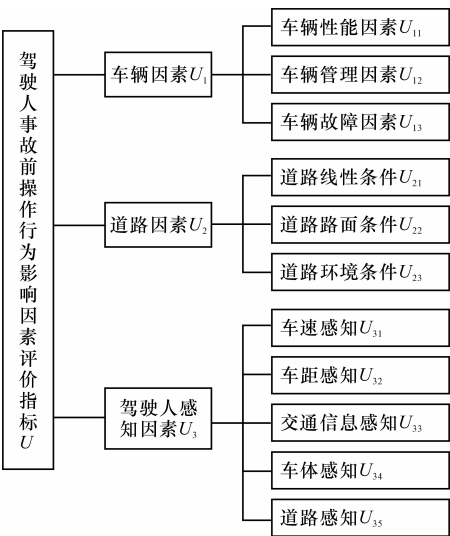 驾驶人事故前操作行为影响因素评价指标U
车辆因素U1
车辆性能因素U11
车辆管理因素U12
车辆故障因素U13
道路因素U2
道路线性条件U21
道路路面条件U22
道路环境条件U23
驾驶人感
知因素U3
车速感知U31
车距感知U32
交通信息感知U33
车体感知U34
道路感知U35